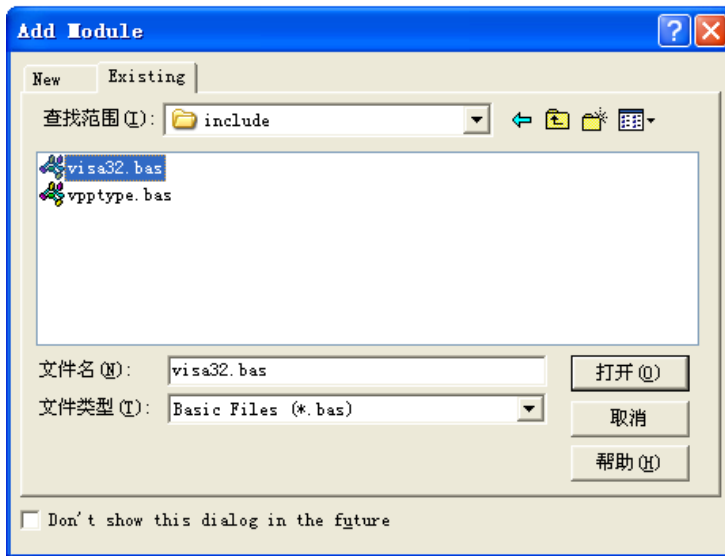 Add Module
New Existing
查找范围(I): include
visa32.bas
vpptype.bas
文件名(N): visa32.bas 打开(O)
文件类型(T): Basic Files (*.bas) 取消
帮助(H)
Don't show this dialog in the future